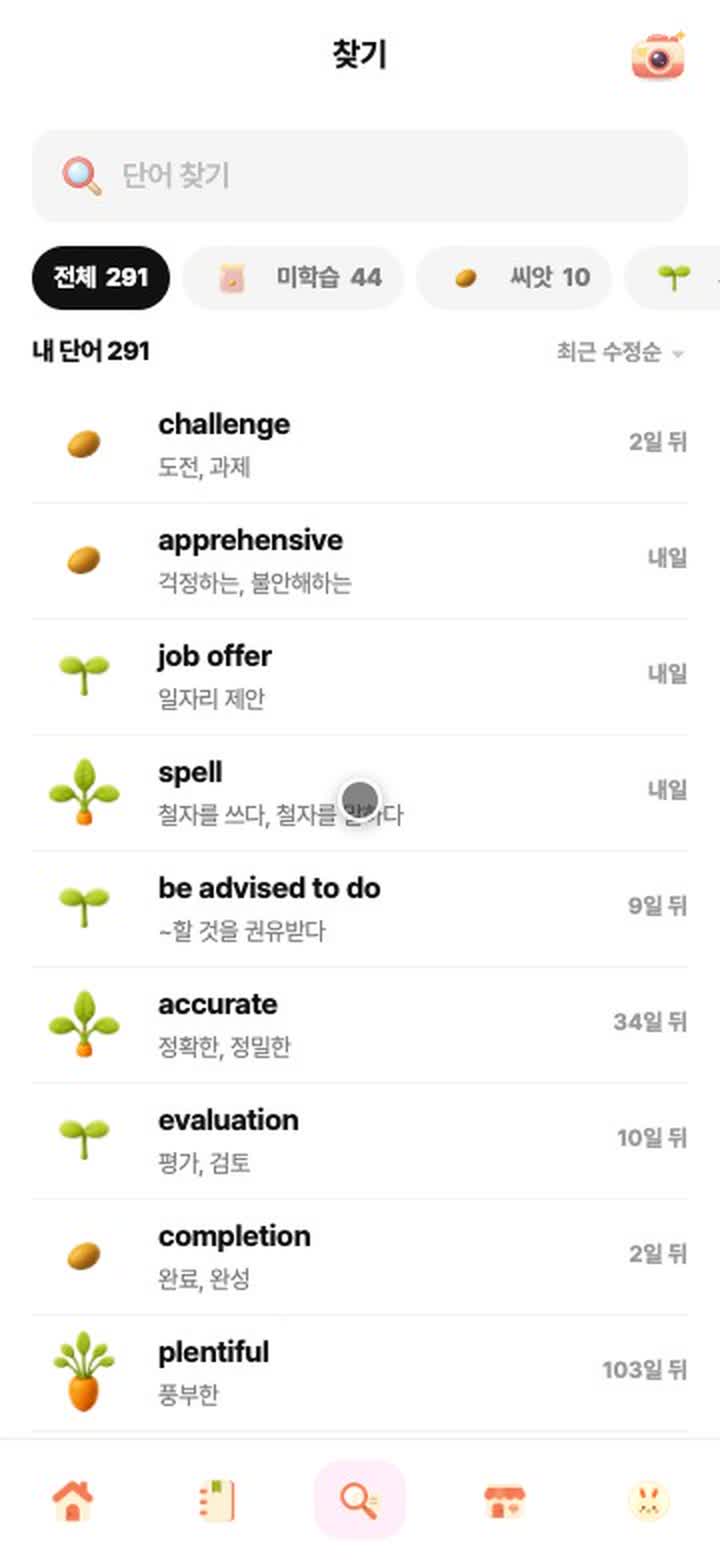 찾기
단어 찾기
전체 291
미학습 44
씨앗 10
내 단어 291
최근 수정순
challenge
도전, 과제
2일 뒤
apprehensive
걱정하는, 불안해하는
내일
job offer
일자리 제안
내일
spell
철자를 쓰다, 철자를 말하다
내일
be advised to do
~할 것을 권유받다
9일 뒤
accurate
정확한, 정밀한
34일 뒤
evaluation
평가, 검토
10일 뒤
completion
완료, 완성
2일 뒤
plentiful
풍부한
103일 뒤